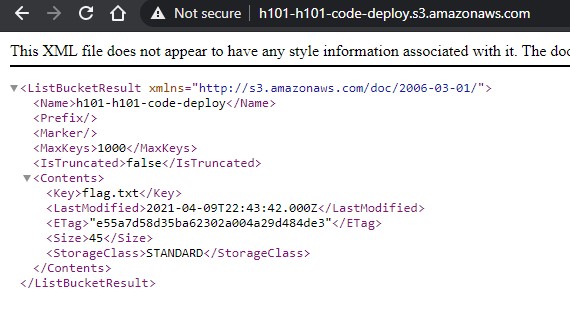 Not secure | h101-h101-code-deploy.s3.amazonaws.com
This XML file does not appear to have any style information associated with it. The
▼<ListBucketResult xmlns="http://s3.amazonaws.com/doc/2006-03-01/">
<Name>h101-h101-code-deploy</Name>
<Prefix/>
<Marker/>
<MaxKeys>1000</MaxKeys>
<IsTruncated>false</IsTruncated>
▼<Contents>
<Key>flag.txt</Key>
<LastModified>2021-04-09T22:43:42.000Z</LastModified>
<ETag>"e55a7d58d35ba62302a004a29d484de3"</ETag>
<Size>45</Size>
<StorageClass>STANDARD</StorageClass>
</Contents>
</ListBucketResult>